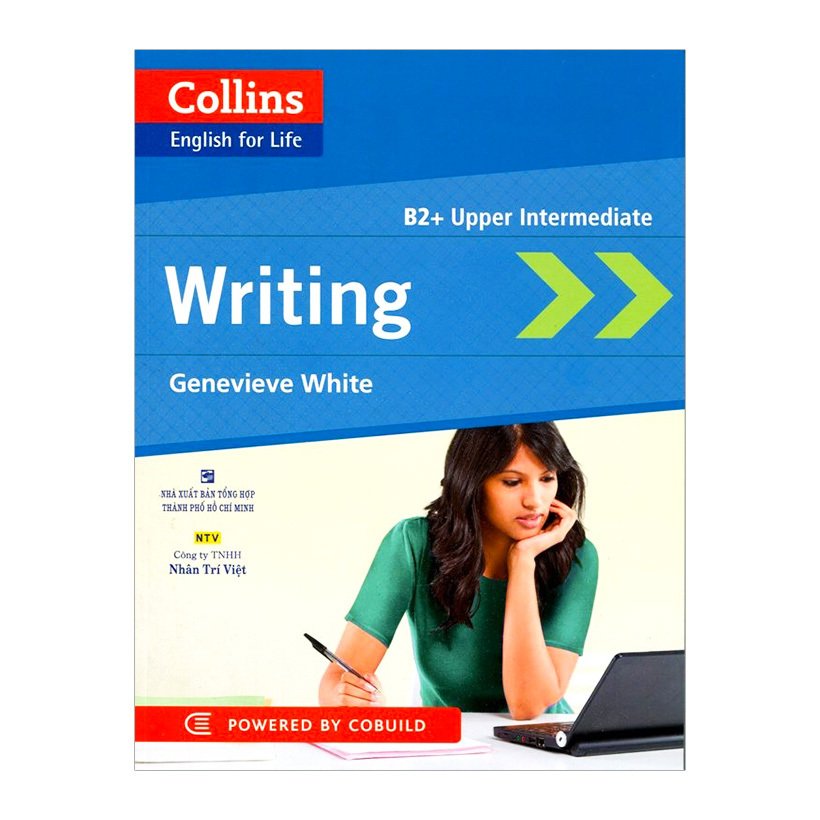 Collins
English for Life
B2+ Upper Intermediate
Writing
Genevieve White
NHÀ XUẤT BẢN TỔNG HỢP
THÀNH PHỐ HỒ CHÍ MINH
NTV
Công ty TNHH
Nhân Trí Việt
POWERED BY COBUILD